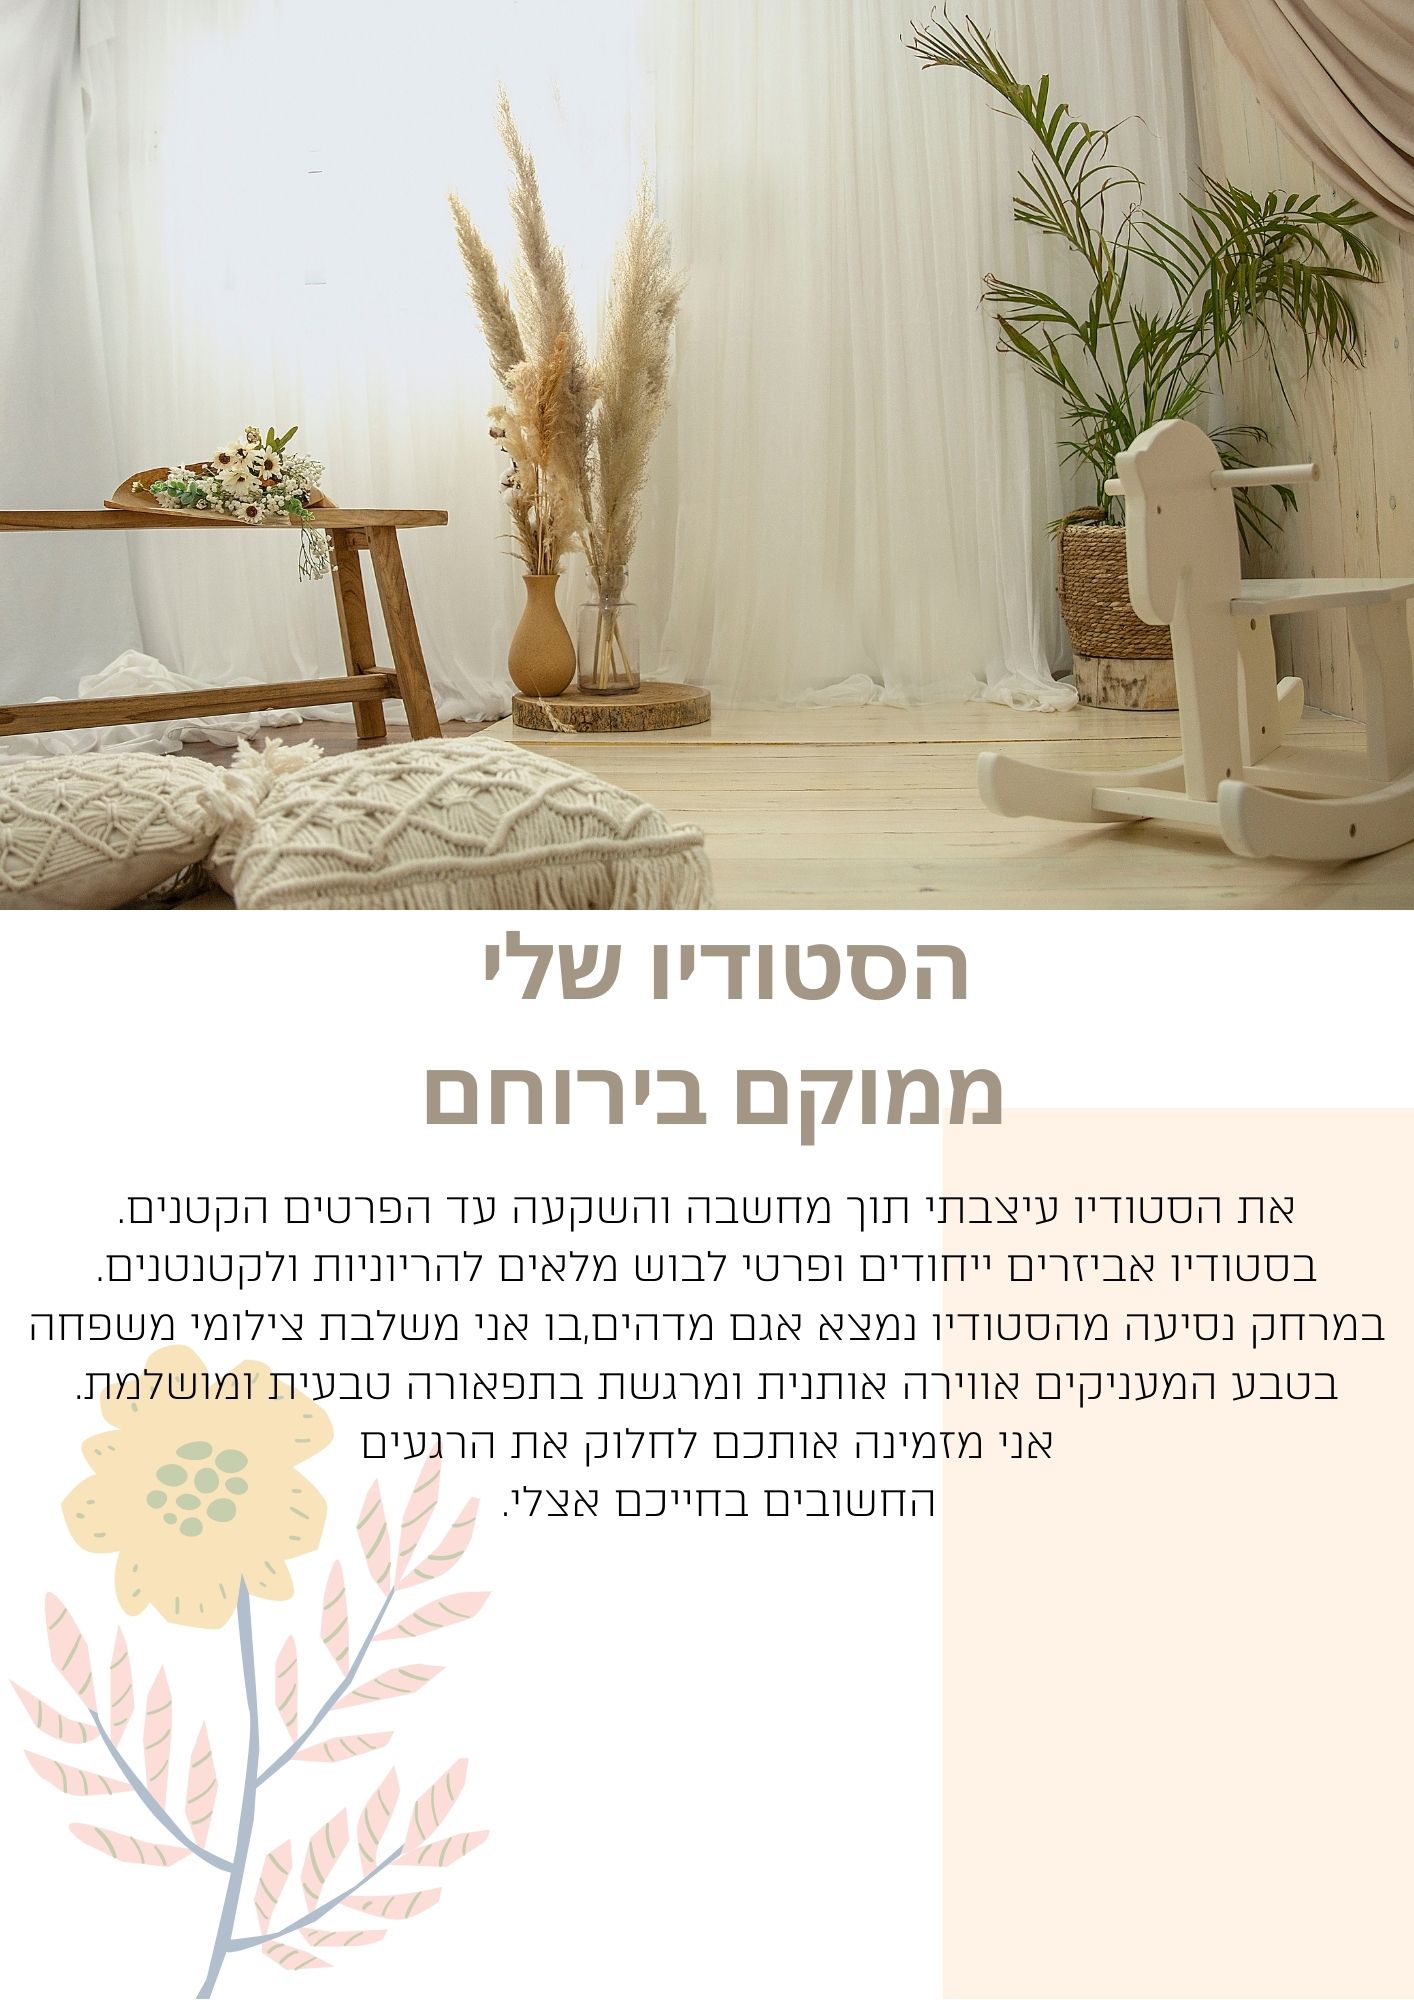 הסטודיו שלי
ממוקם בירוחם
את הסטודיו עיצבתי תוך מחשבה והשקעה עד הפרטים הקטנים.
בסטודיו אביזרים ייחודים ופרטי לבוש מלאים להריוניות ולקטנטנים.
במרחק נסיעה מהסטודיו נמצא אגם מדהים,בו אני משלבת צילומי משפחה
בטבע המעניקים אווירה אותנית ומרגשת בתפאורה טבעית ומושלמת.
אני מזמינה אותכם לחלוק את הרגעים
החשובים בחייכם אצלי.